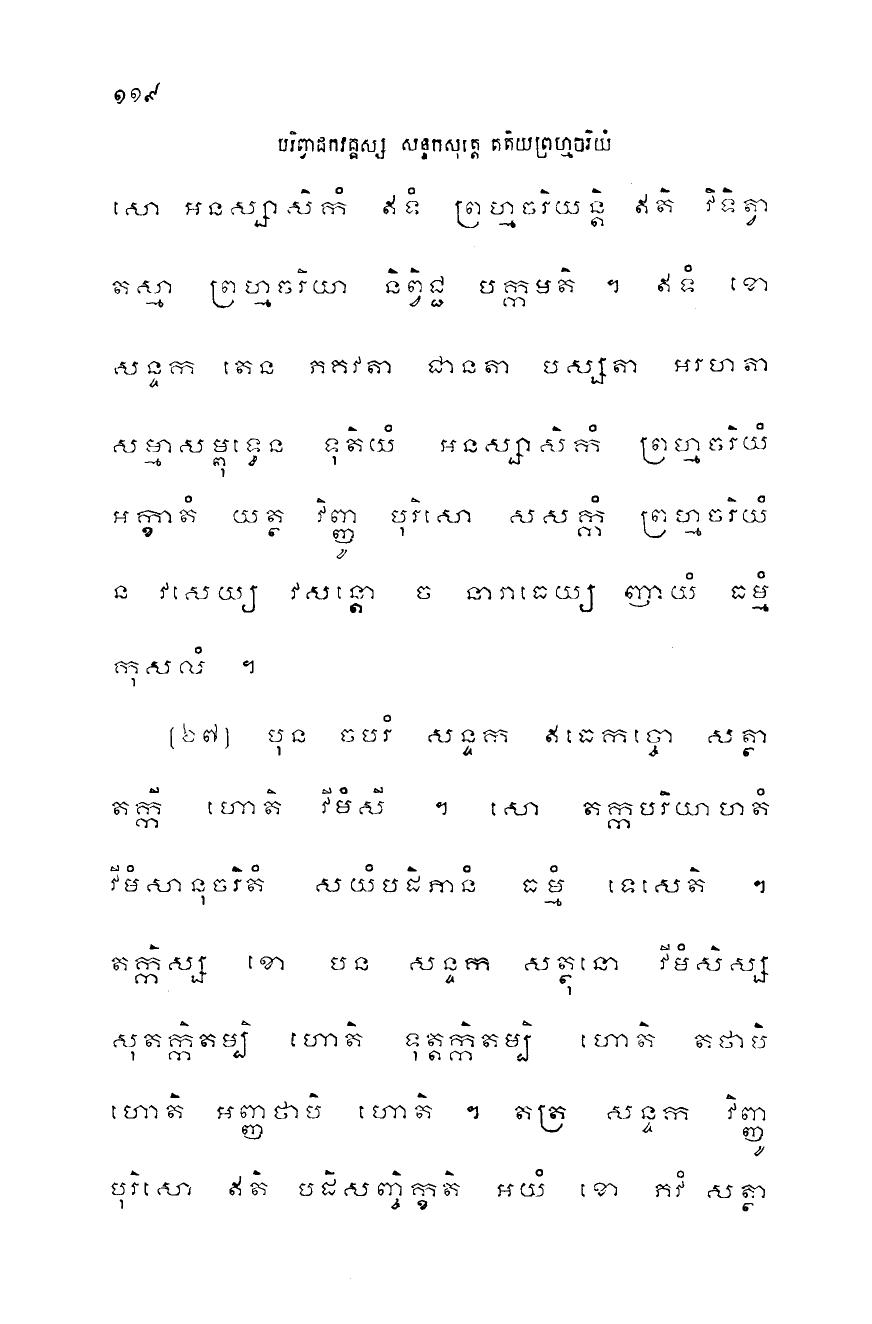 ១១៩
បរិព្វាជកវគ្គស្ស សន្ទកសុត្តេ តតិយព្រហ្មចរិយំ
សោ អនស្សាសិកំ ឥទំ ព្រហ្មចរិយន្តិ ឥតិ វិទិត្វា
តស្មា ព្រហ្មចរិយា និព្វិជ្ជ បក្កមតិ ។ ឥទំ ខោ
សន្ទក តេន ភគវតា ជានតា បស្សតា អរហតា
សម្មាសម្ពុទ្ធេន ទុតិយំ អនស្សាសិកំ ព្រហ្មចរិយំ
អក្ខាតំ យត្ថ វិញ្ញូ បុរិសោ សសក្កំ ព្រហ្មចរិយំ
ន វសេយ្យ វសន្តោ ច នារាធេយ្យ ញាយំ ធម្មំ
កុសលំ ។
[២៧] បុន ចបរំ សន្ទក ឥធេកច្ចោ សត្ថា
តក្កី ហោតិ វីមំសី ។ សោ តក្កបរិយាហតំ
វីមំសានុចរិតំ សយំបដិភានំ ធម្មំ ទេសេតិ ។
តក្កិស្ស ខោ បន សន្ទក សត្ថុនោ វីមំសិស្ស
សុតក្កិតម្បិ ហោតិ ទុត្តក្កិតម្បិ ហោតិ តថាបិ
ហោតិ អញ្ញថាបិ ហោតិ ។ តត្រ សន្ទក វិញ្ញូ
បុរិសោ ឥតិ បដិសញ្ចិក្ខតិ អយំ ខោ ភវំ សត្ថា